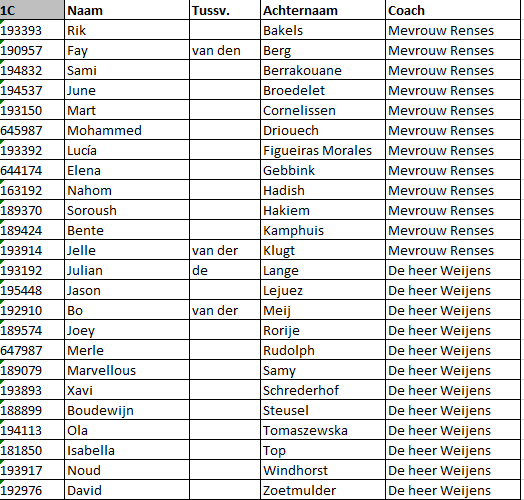 1C Naam Tussv. Achternaam Coach
193393 Rik Bakels Mevrouw Renses
190957 Fay van den Berg Mevrouw Renses
194832 Sami Berrakouane Mevrouw Renses
194537 June Broedelet Mevrouw Renses
193150 Mart Cornelissen Mevrouw Renses
645987 Mohammed Driouech Mevrouw Renses
193392 Lucía Figueiras Morales Mevrouw Renses
644174 Elena Gebbink Mevrouw Renses
163192 Nahom Hadish Mevrouw Renses
189370 Soroush Hakiem Mevrouw Renses
189424 Bente Kamphuis Mevrouw Renses
193914 Jelle van der Klugt Mevrouw Renses
193192 Julian de Lange De heer Weijens
195448 Jason Lejuez De heer Weijens
192910 Bo van der Meij De heer Weijens
189574 Joey Rorije De heer Weijens
647987 Merle Rudolph De heer Weijens
189079 Marvellous Samy De heer Weijens
193893 Xavi Schrederhof De heer Weijens
188899 Boudewijn Steusel De heer Weijens
194113 Ola Tomaszewska De heer Weijens
181850 Isabella Top De heer Weijens
193917 Noud Windhorst De heer Weijens
192976 David Zoetmulder De heer Weijens